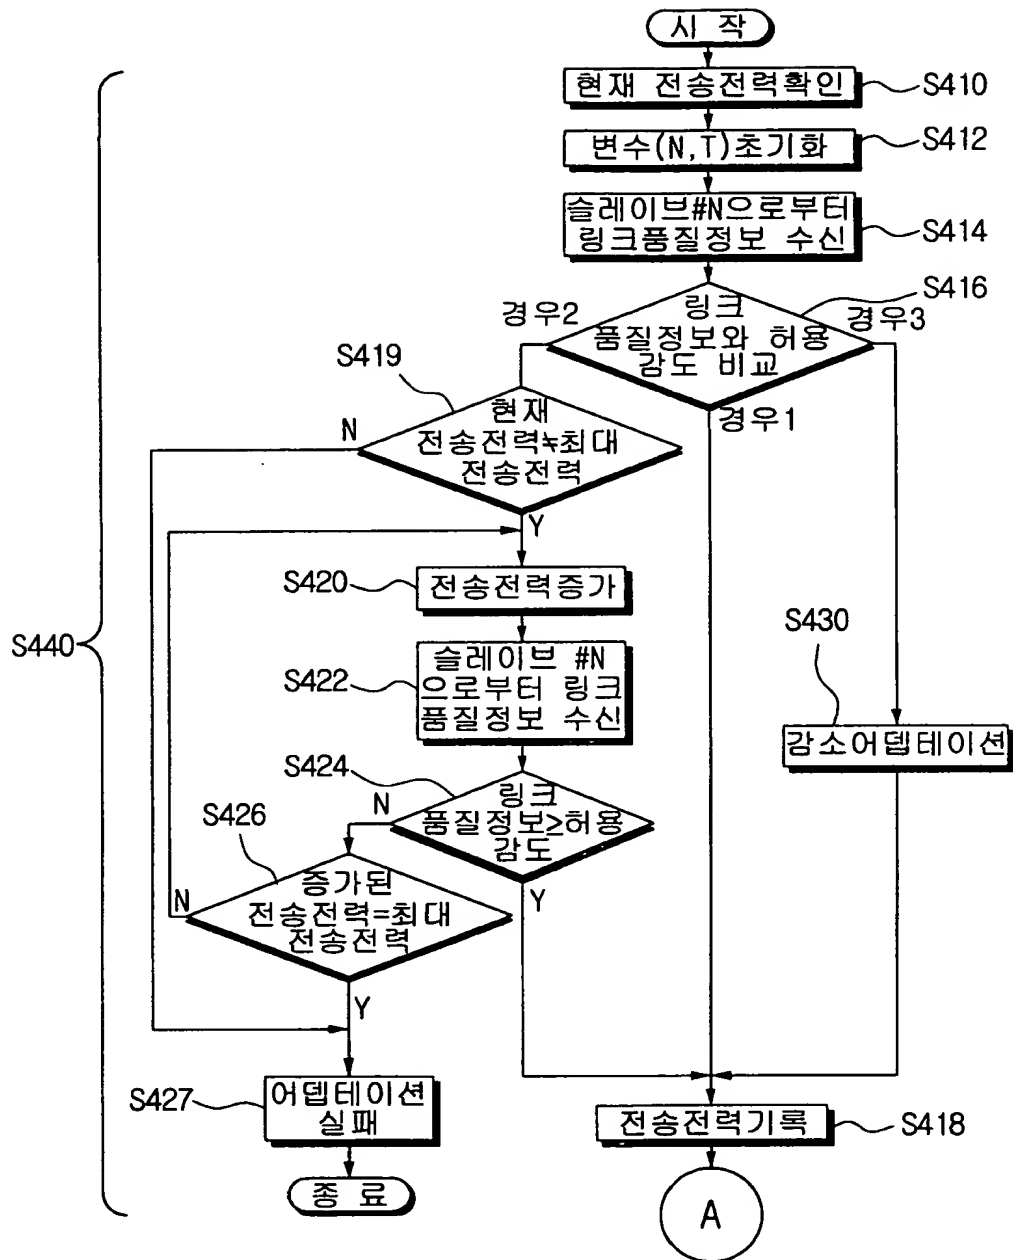 시 작
현재 전송전력확인
S410
변수(N,T)초기화
S412
슬레이브#N으로부터
링크품질정보 수신
S414
S416
링크
품질정보와 허용
감도 비교
경우2
경우3
경우1
S419
현재
전송전력≒최대
전송전력
N
Y
S420
전송전력증가
S440
S422
슬레이브 #N
으로부터 링크
품질정보 수신
S430
감소어뎁테이션
S424
링크
품질정보≥허용
감도
N
Y
S426
증가된
전송전력=최대
전송전력
N
Y
S427
어뎁테이션
실패
전송전력기록
S418
종 료
A